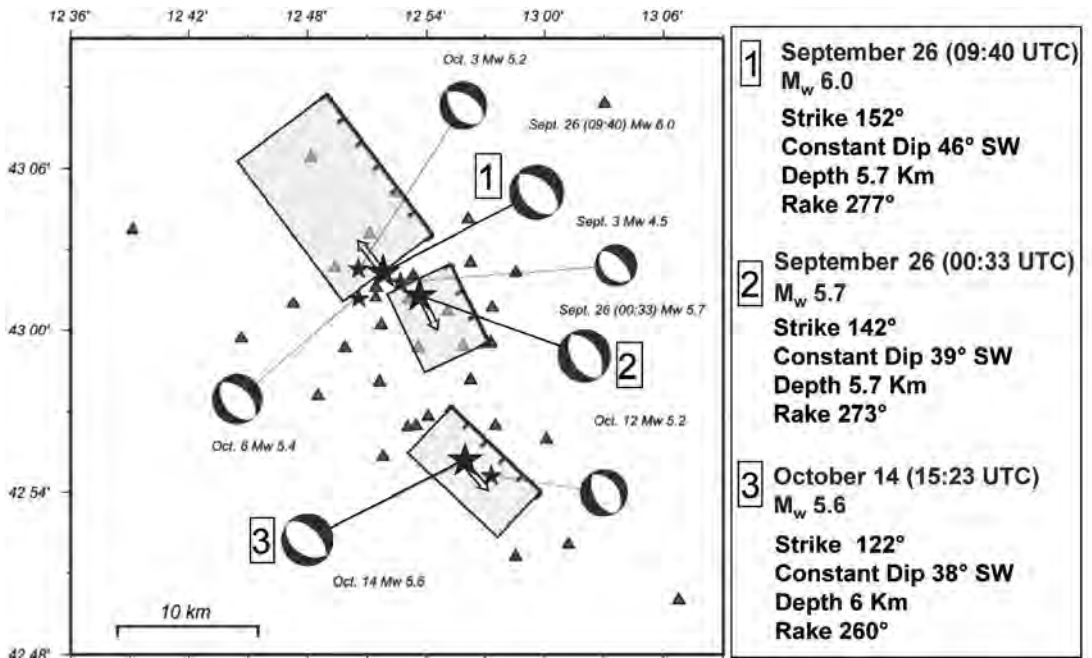 12 36'
12 42'
12 48'
12 54'
13 00'
13 06'
Oct. 3 Mw 5.2
Sept. 26 (09:40) Mw 6.0
1
43 06'
Sept. 3 Mw 4.5
Sept. 26 (00:33) Mw 5.7
43 00'
2
Oct. 12 Mw 5.2
Oct. 6 Mw 5.4
42 54'
3
Oct. 14 Mw 5.6
10 km
42 48'
1 September 26 (09:40 UTC)
Mw 6.0
Strike 152°
Constant Dip 46° SW
Depth 5.7 Km
Rake 277°
2 September 26 (00:33 UTC)
Mw 5.7
Strike 142°
Constant Dip 39° SW
Depth 5.7 Km
Rake 273°
3 October 14 (15:23 UTC)
Mw 5.6
Strike 122°
Constant Dip 38° SW
Depth 6 Km
Rake 260°